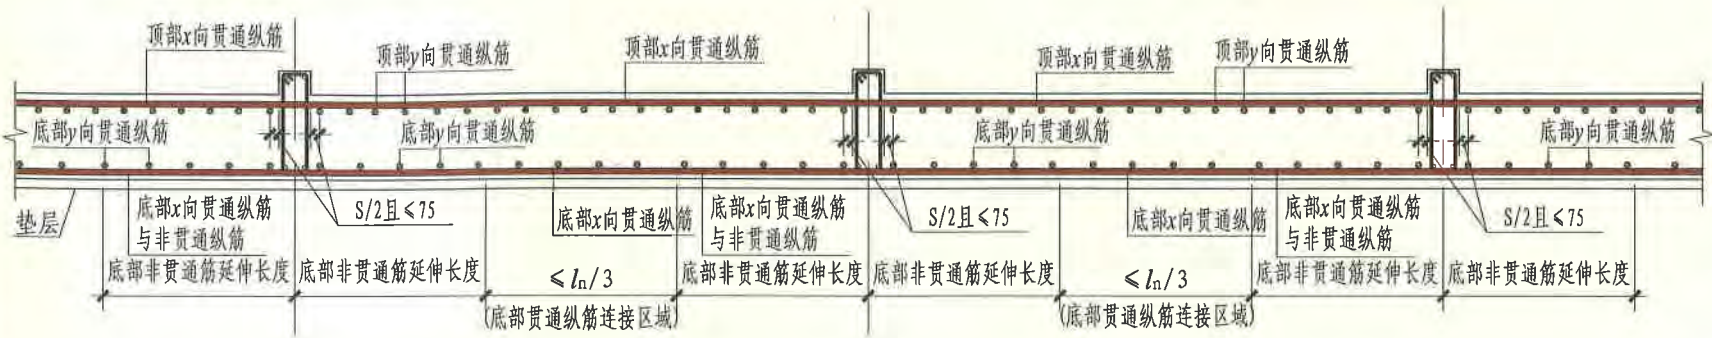 顶部x向贯通纵筋
顶部y向贯通纵筋
顶部x向贯通纵筋
顶部x向贯通纵筋
顶部y向贯通纵筋
底部y向贯通纵筋
底部y向贯通纵筋
底部y向贯通纵筋
底部y向贯通纵筋
垫层
底部x向贯通纵筋
与非贯通纵筋
S/2且≤75
底部x向贯通纵筋
底部x向贯通纵筋
与非贯通纵筋
S/2且≤75
底部x向贯通纵筋
底部x向贯通纵筋
与非贯通纵筋
S/2且≤75
底部非贯通筋延伸长度
底部非贯通筋延伸长度
≤ln/3
(底部贯通纵筋连接区域)
底部非贯通筋延伸长度
底部非贯通筋延伸长度
≤ln/3
(底部贯通纵筋连接区域)
底部非贯通筋延伸长度
底部非贯通筋延伸长度